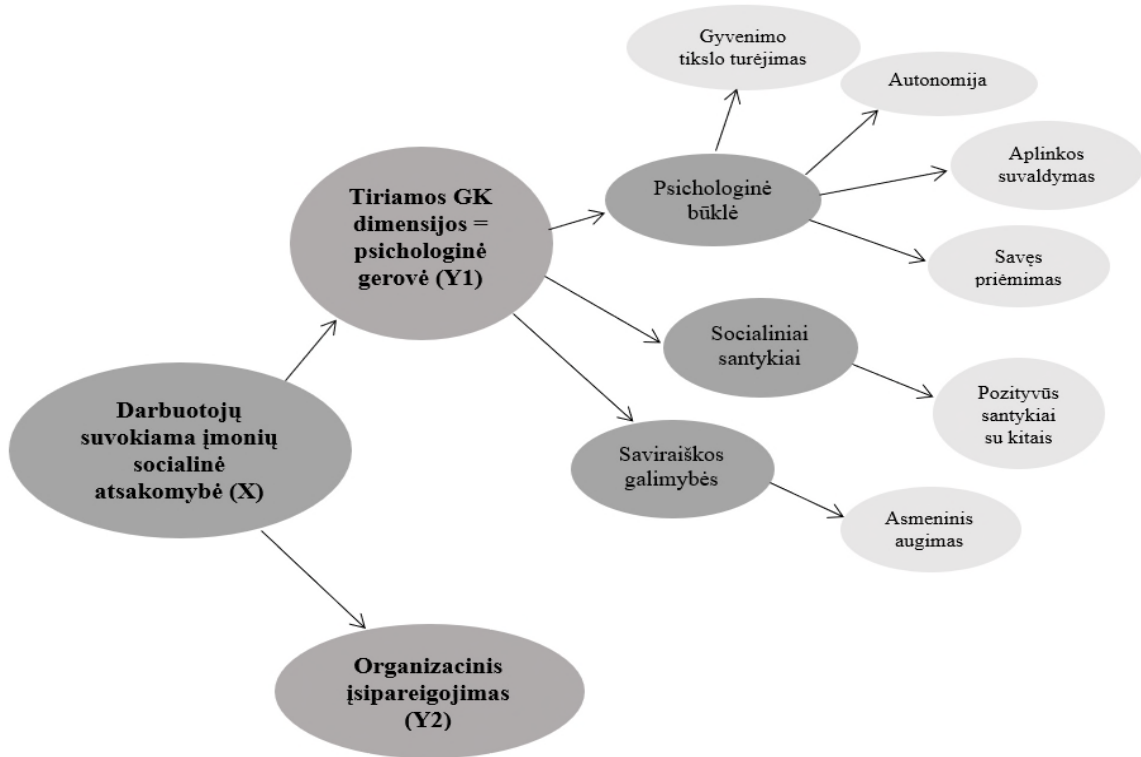 Gyvenimo
tikslo turėjimas
Autonomija
Aplinkos
suvaldymas
Tiriamos GK
dimensijos =
psichologinė
gerovė (Y1)
Psichologinė
būklė
Savęs
priėmimas
Socialiniai
santykiai
Darbuotojų
suvokiama įmonių
socialinė
atsakomybė (X)
Pozityvūs
santykiai
su kitais
Saviraiškos
galimybės
Asmeninis
augimas
Organizacinis
įsipareigojimas
(Y2)